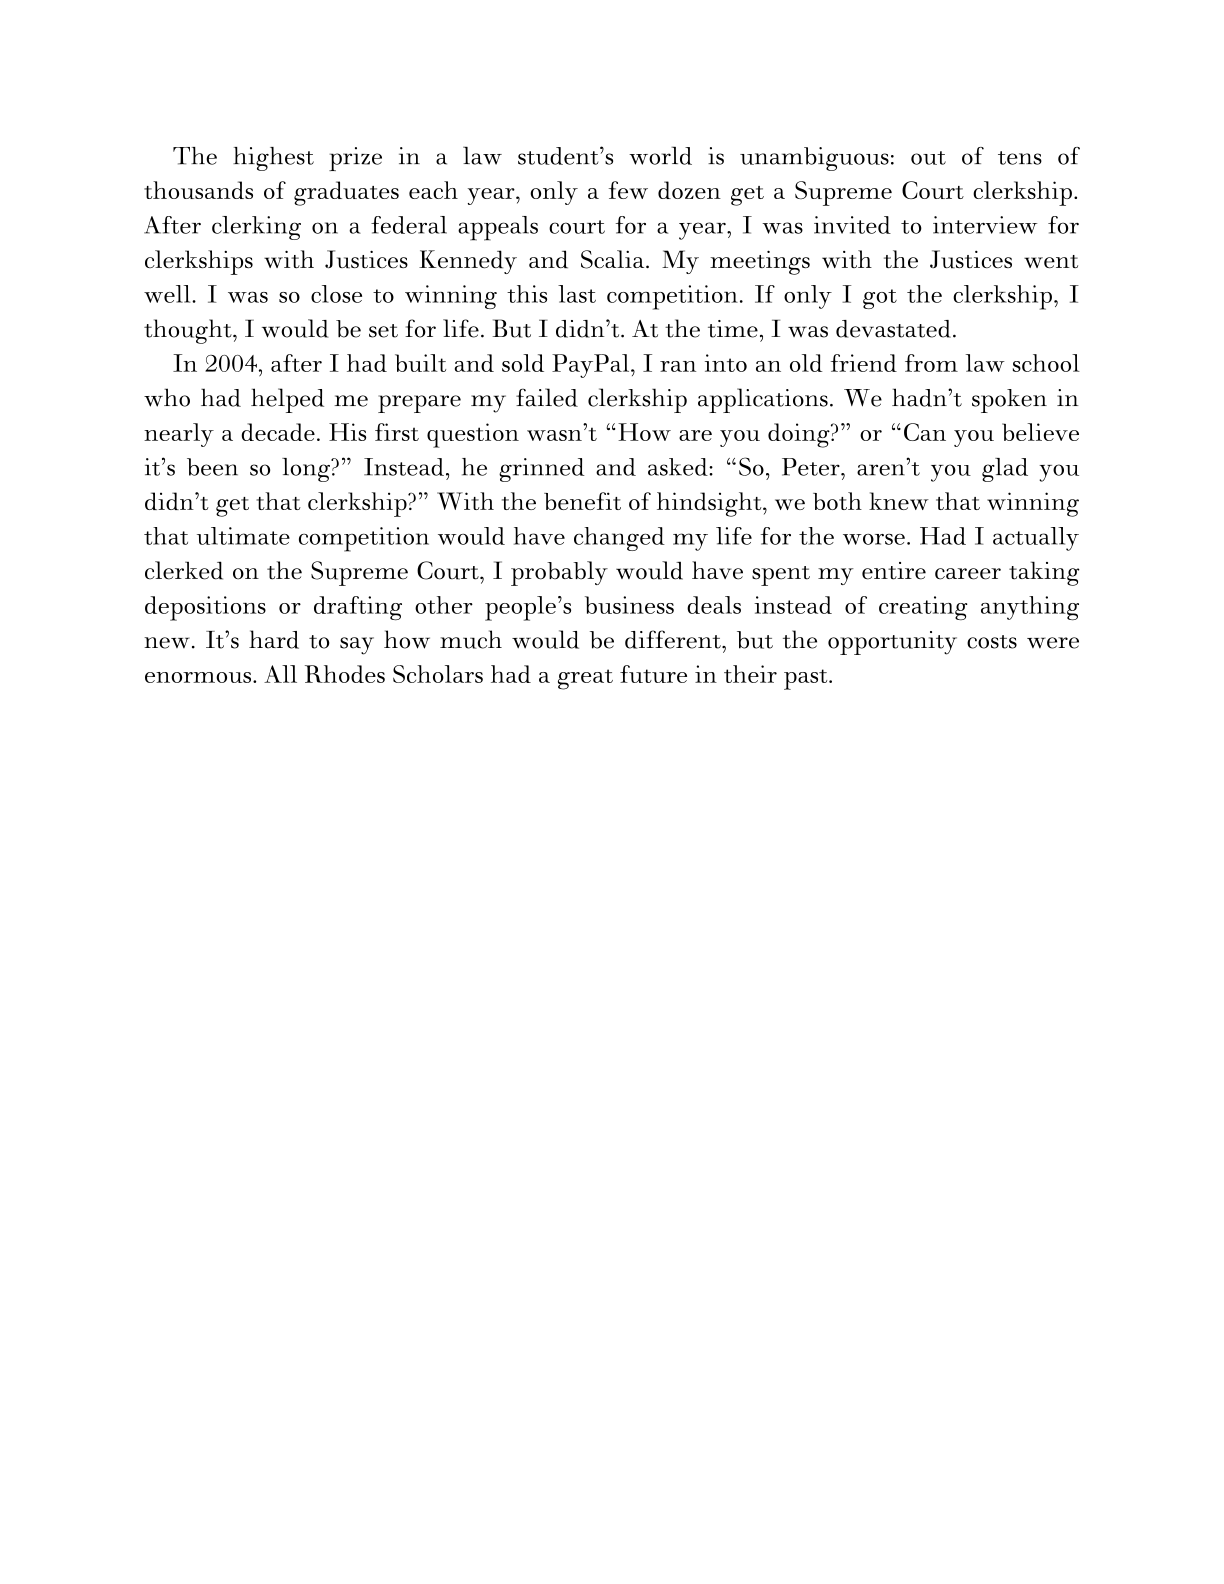 The highest prize in a law student’s world is unambiguous: out of tens of
thousands of graduates each year, only a few dozen get a Supreme Court clerkship.
After clerking on a federal appeals court for a year, I was invited to interview for
clerkships with Justices Kennedy and Scalia. My meetings with the Justices went
well. I was so close to winning this last competition. If only I got the clerkship, I
thought, I would be set for life. But I didn’t. At the time, I was devastated.
In 2004, after I had built and sold PayPal, I ran into an old friend from law school
who had helped me prepare my failed clerkship applications. We hadn’t spoken in
nearly a decade. His first question wasn’t “How are you doing?” or “Can you believe
it’s been so long?” Instead, he grinned and asked: “So, Peter, aren’t you glad you
didn’t get that clerkship?” With the benefit of hindsight, we both knew that winning
that ultimate competition would have changed my life for the worse. Had I actually
clerked on the Supreme Court, I probably would have spent my entire career taking
depositions or drafting other people’s business deals instead of creating anything
new. It’s hard to say how much would be different, but the opportunity costs were
enormous. All Rhodes Scholars had a great future in their past.